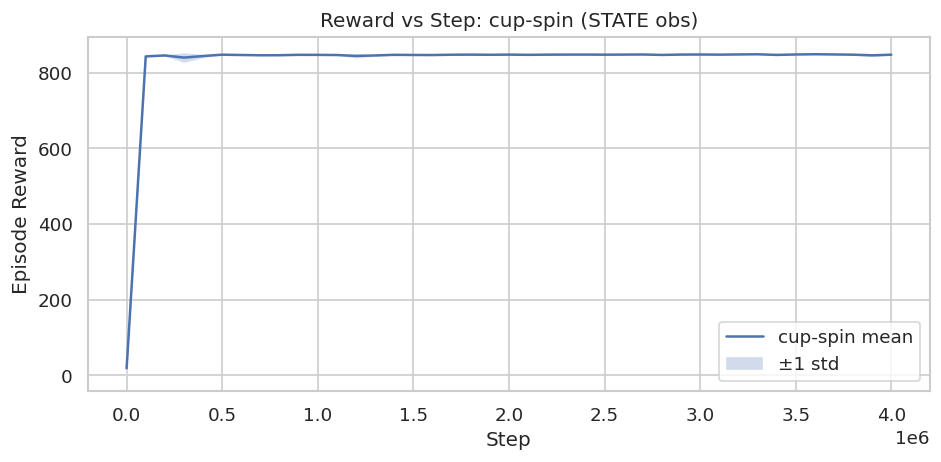 Reward vs Step: cup-spin (STATE obs)
Episode Reward
800
600
400
200
0
cup-spin mean
±1 std
0.0 0.5 1.0 1.5 2.0 2.5 3.0 3.5 4.0
1e6
Step